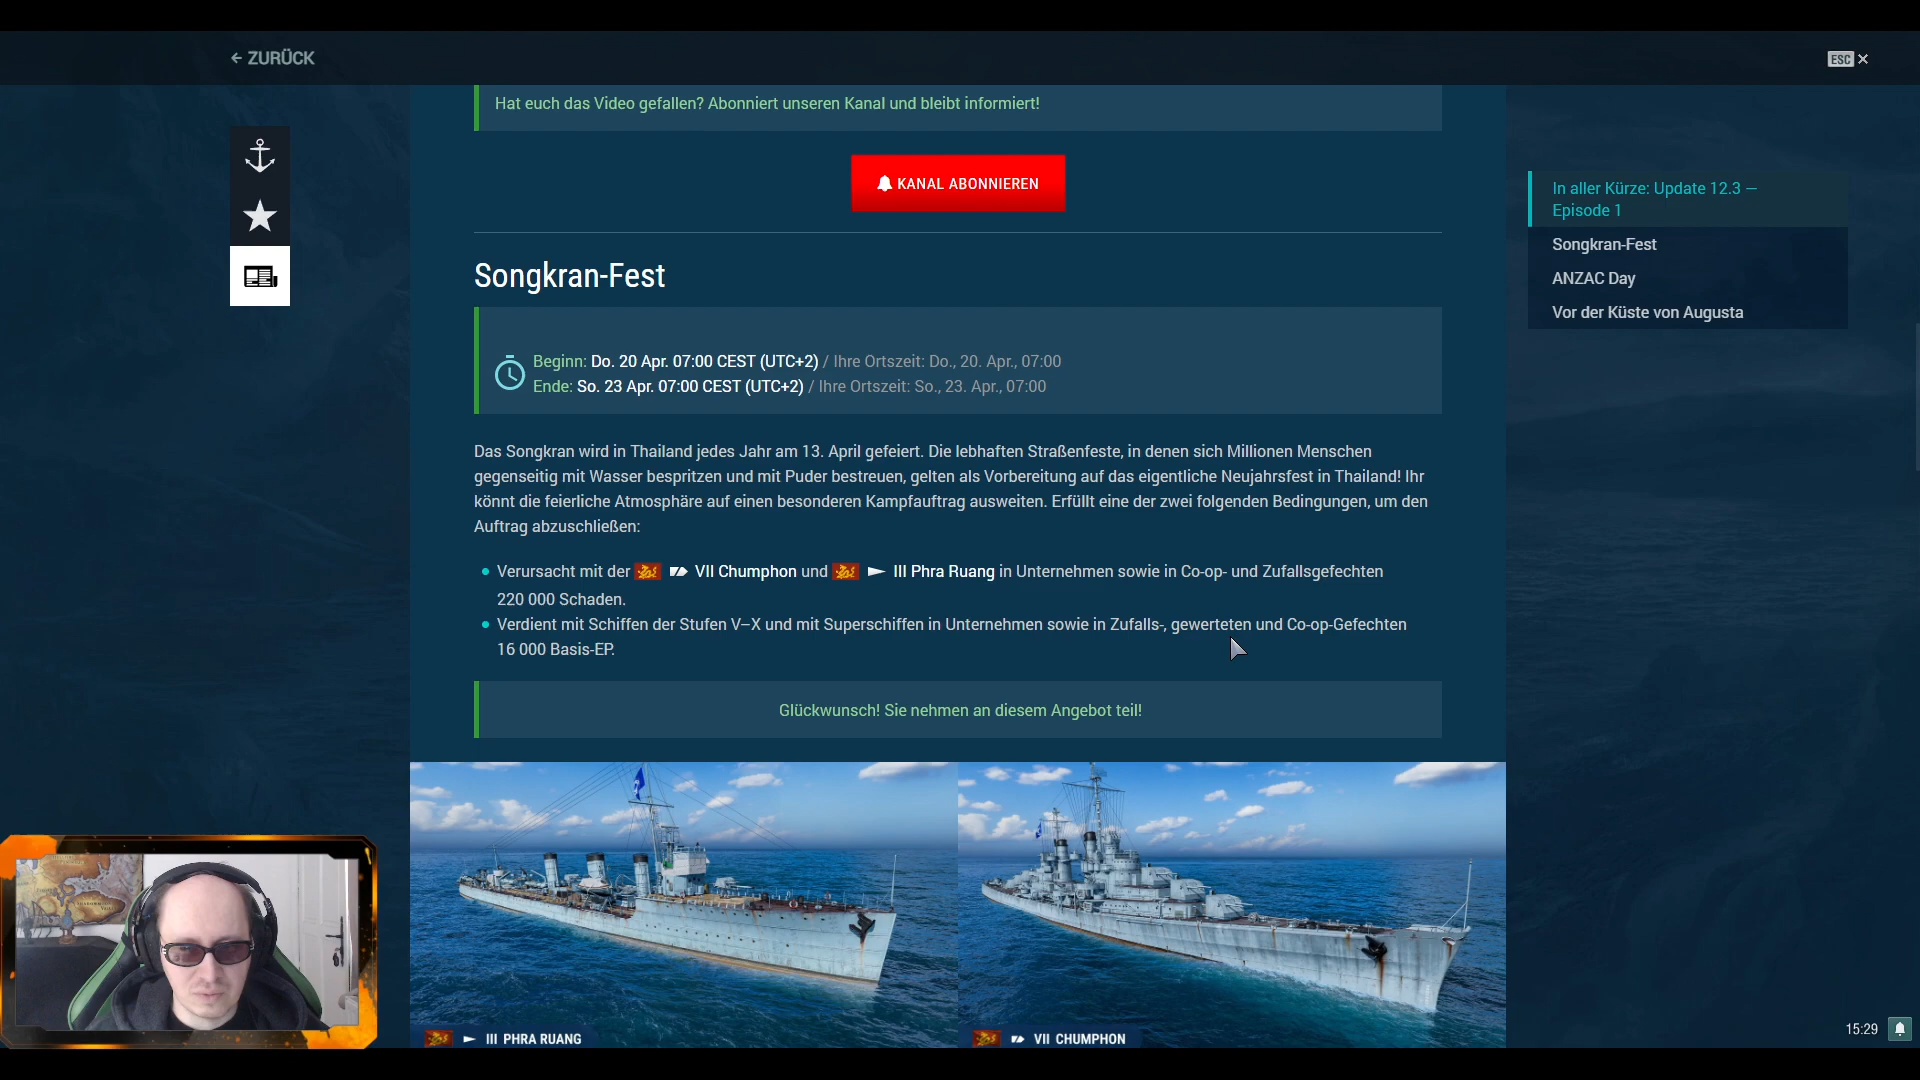 ← ZURÜCK
ESC ×
Hat euch das Video gefallen? Abonniert unseren Kanal und bleibt informiert!
KANAL ABONNIEREN
In aller Kürze: Update 12.3 —
Episode 1
Songkran-Fest
ANZAC Day
Vor der Küste von Augusta
Songkran-Fest
Beginn: Do. 20 Apr. 07:00 CEST (UTC+2) / Ihre Ortszeit: Do., 20. Apr., 07:00
Ende: So. 23 Apr. 07:00 CEST (UTC+2) / Ihre Ortszeit: So., 23. Apr., 07:00
Das Songkran wird in Thailand jedes Jahr am 13. April gefeiert. Die lebhaften Straßenfeste, in denen sich Millionen Menschen
gegenseitig mit Wasser bespritzen und mit Puder bestreuen, gelten als Vorbereitung auf das eigentliche Neujahrsfest in Thailand! Ihr
könnt die feierliche Atmosphäre auf einen besonderen Kampfauftrag ausweiten. Erfüllt eine der zwei folgenden Bedingungen, um den
Auftrag abzuschließen:
• Verursacht mit der VII Chumphon und III Phra Ruang in Unternehmen sowie in Co-op- und Zufallsgefechten
220 000 Schaden.
• Verdient mit Schiffen der Stufen V–X und mit Superschiffen in Unternehmen sowie in Zufalls-, gewerteten und Co-op-Gefechten
16 000 Basis-EP.
Glückwunsch! Sie nehmen an diesem Angebot teil!
III PHRA RUANG
VII CHUMPHON
15:29